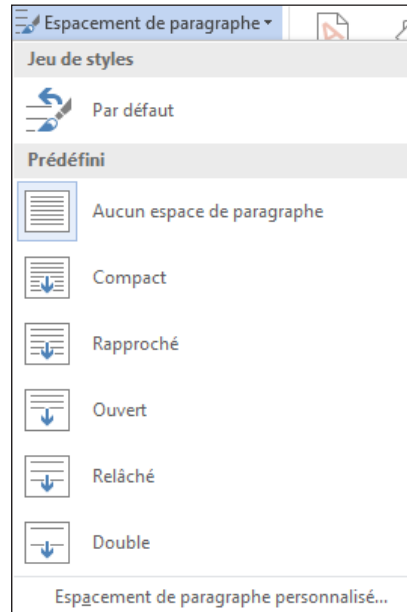 Espacement de paragraphe
Jeu de styles
Par défaut
Prédéfini
Aucun espace de paragraphe
Compact
Rapproché
Ouvert
Relâché
Double
Espacement de paragraphe personnalisé...